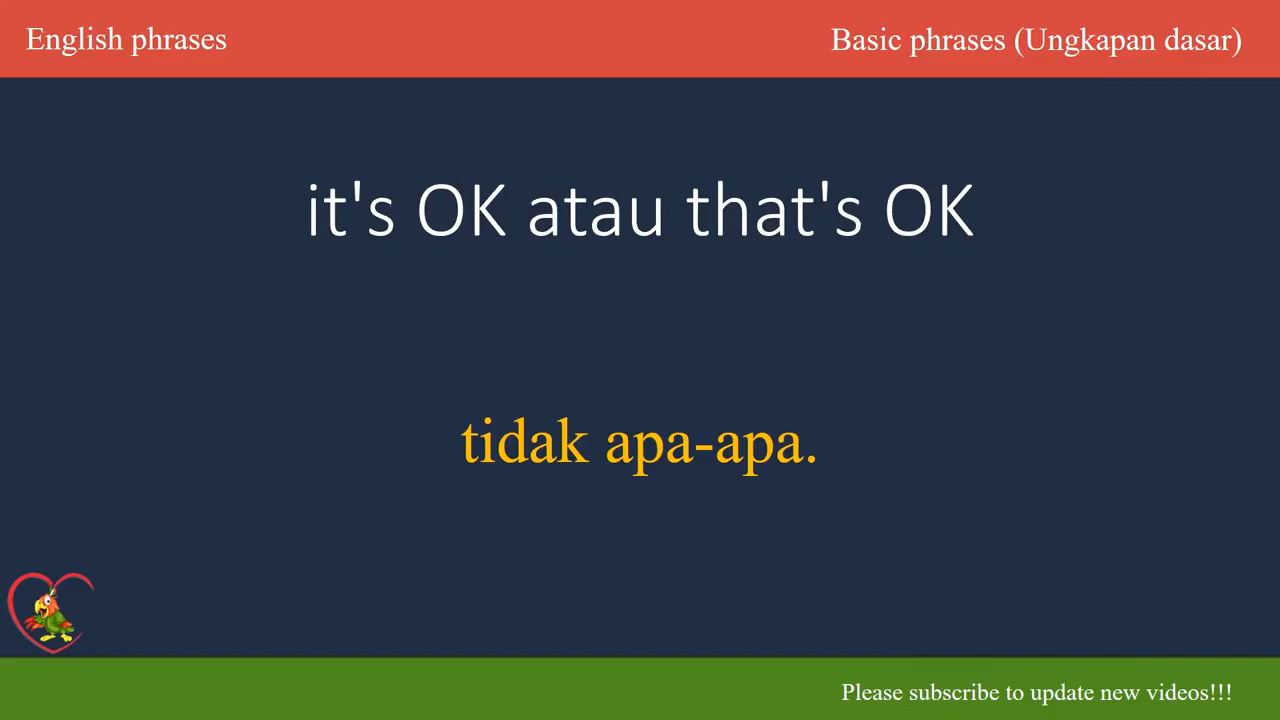 English phrases
Basic phrases (Ungkapan dasar)
it's OK atau that's OK
tidak apa-apa.
Please subscribe to update new videos!!!